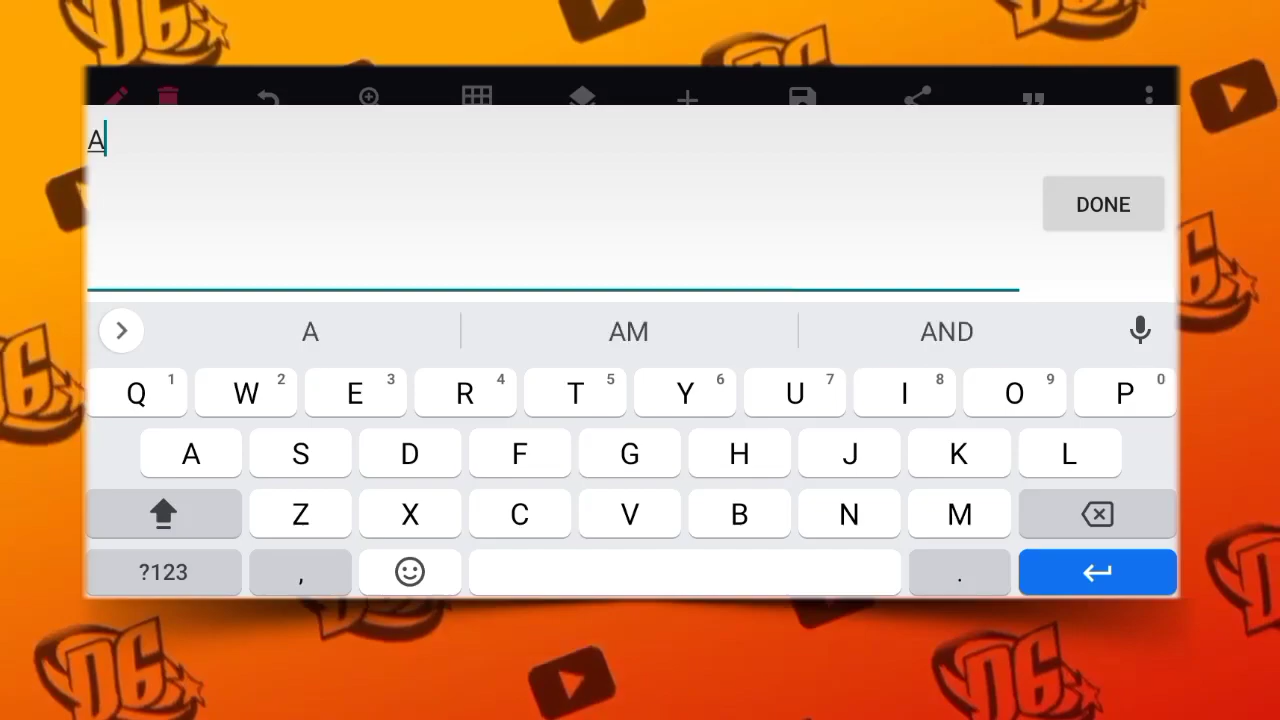 A
DONE
A AM AND
Q 1 W 2 E 3 R 4 T 5 Y 6 U 7 I 8 O 9 P 0
A S D F G H J K L
Z X C V B N M
?123 , .